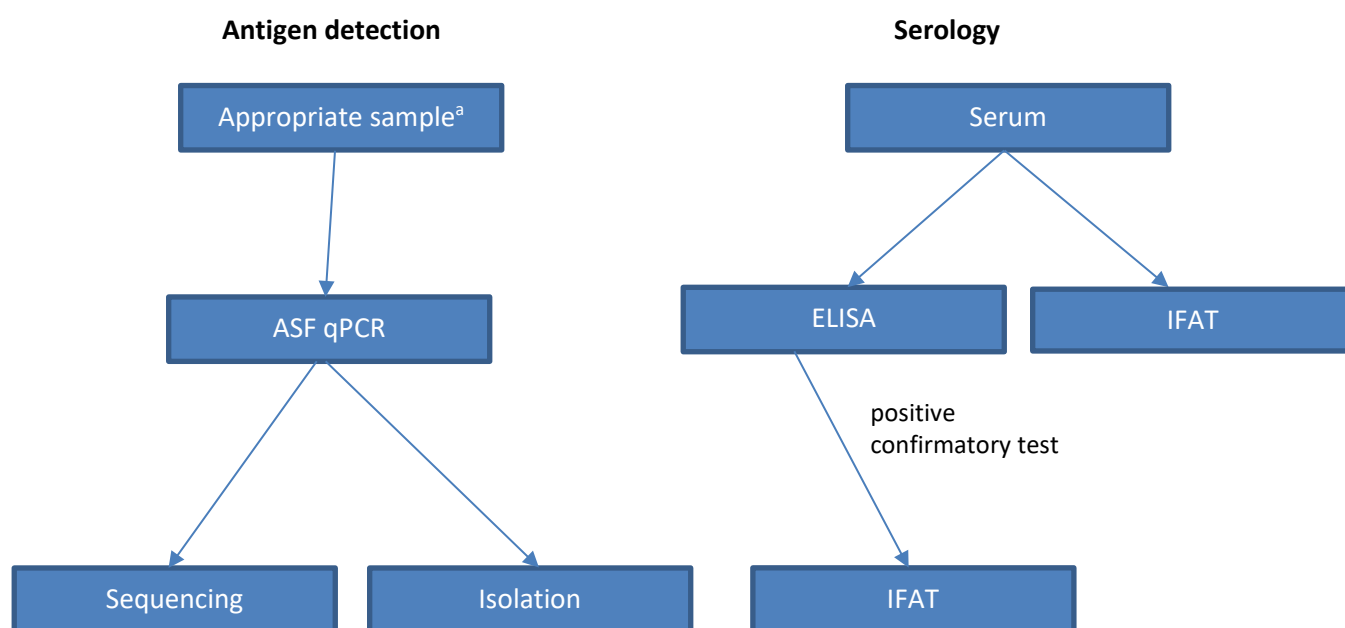 Antigen detection
Serology
Appropriate sampleᵃ
Serum
ASF qPCR
ELISA
IFAT
positive
confirmatory test
Sequencing
Isolation
IFAT